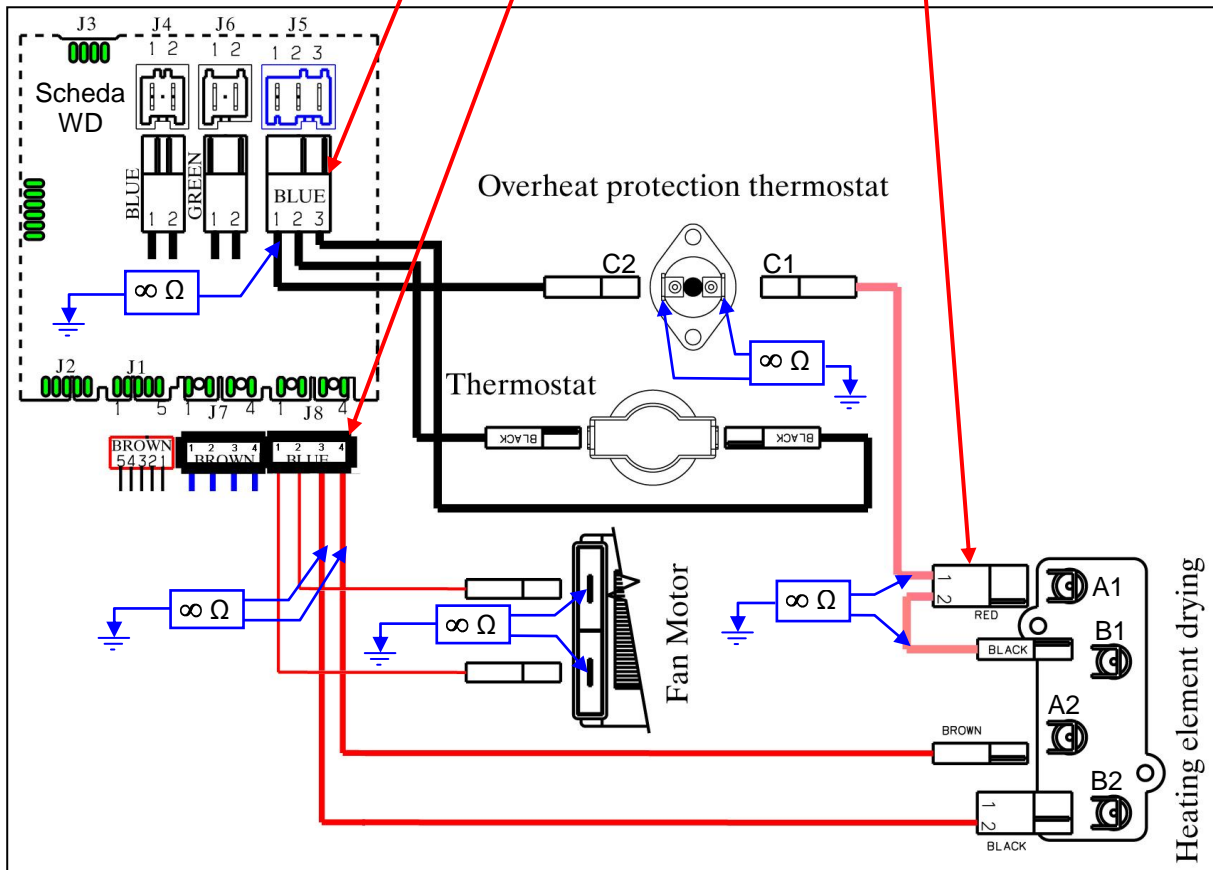 J3 J4 J6 J5
1 2 1 2 1 2 3
Scheda
WD
BLUE
GREEN
BLUE
1 2 1 2 1 2 3
∞ Ω
Overheat protection thermostat
C2 C1
∞ Ω
J2 J1
1 5 1 4 1 4
J7 J8
Thermostat
BLACK BLACK
BROWN
54321
1 2 3 4
BROWN
1 2 3 4
BLUE
∞ Ω
∞ Ω
Fan Motor
∞ Ω
1
2
RED
BLACK
A1
B1
A2
B2
BROWN
1
2
BLACK
Heating element drying